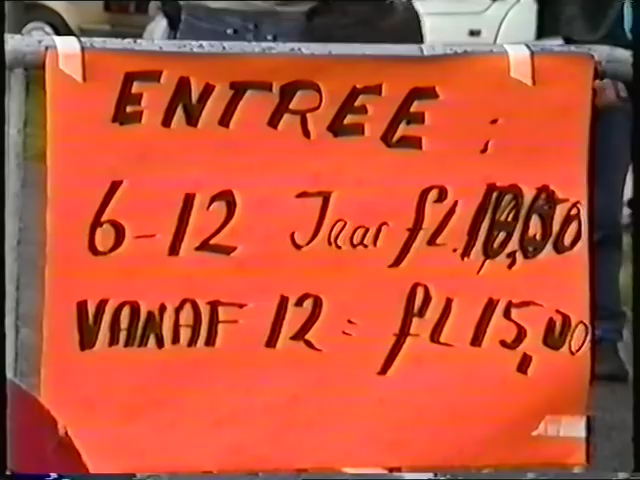 ENTREE :
6-12 Jaar fl. 10,00
VANAF 12 = fl 15,00